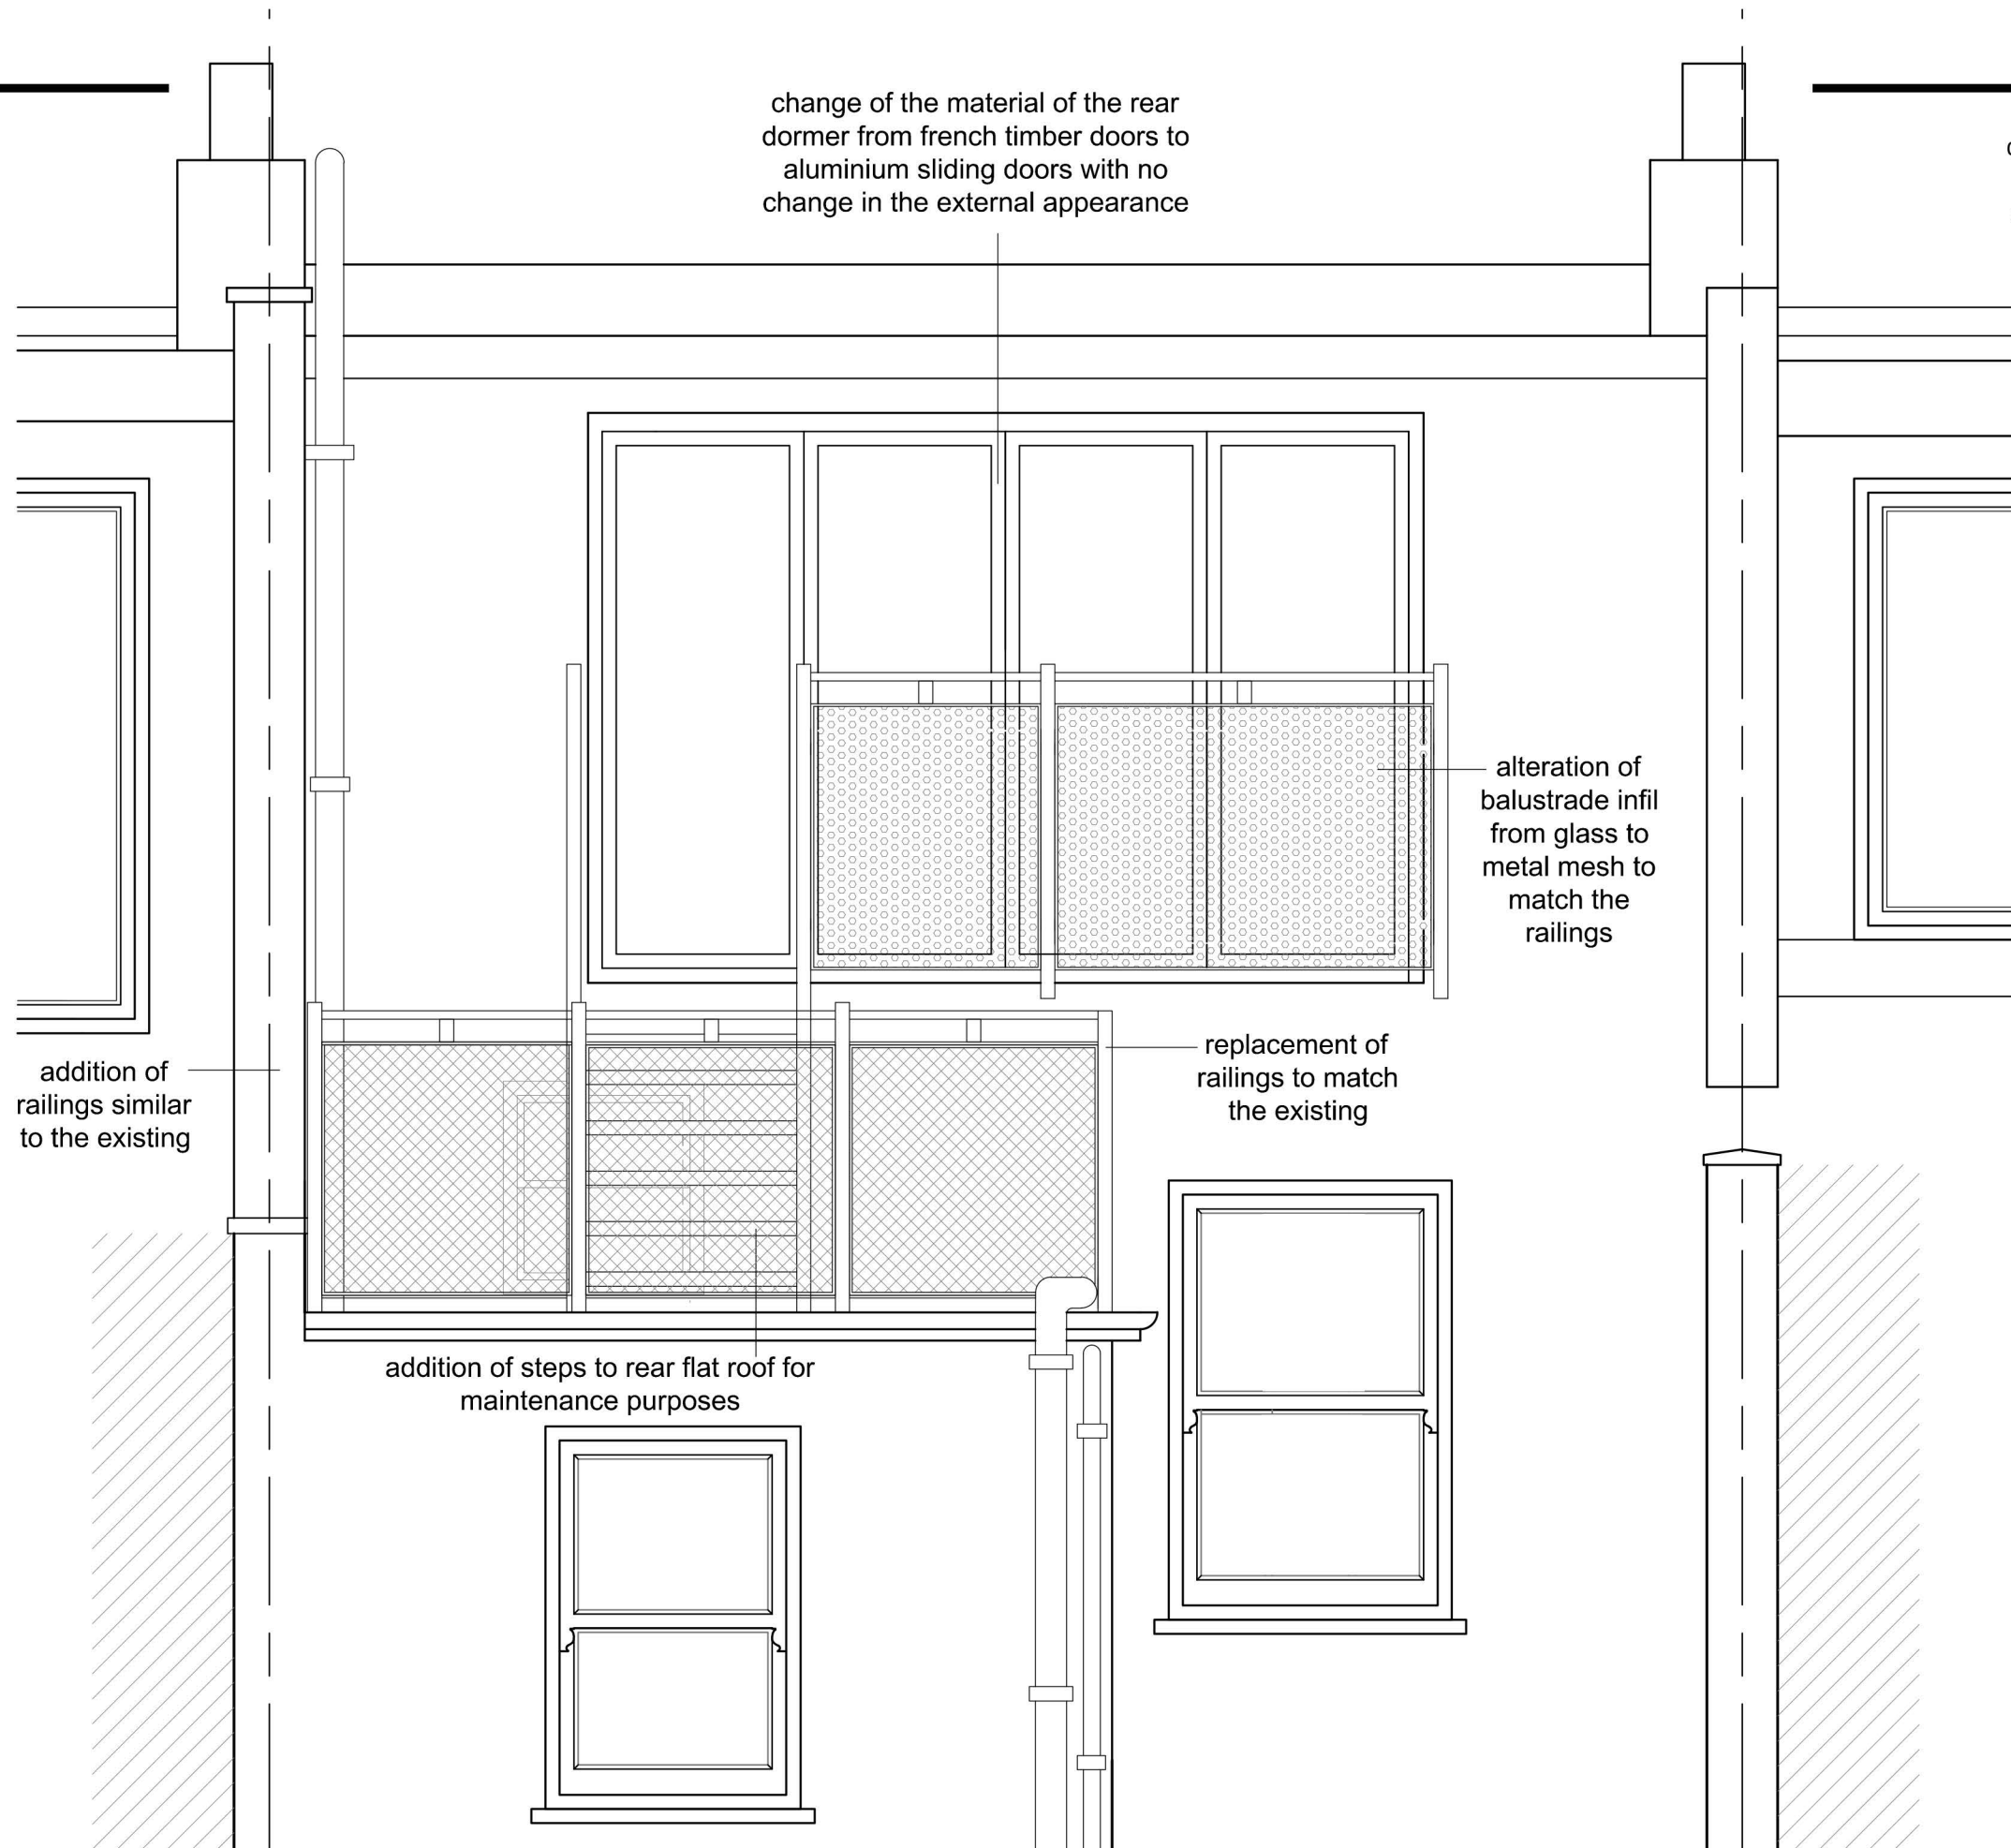 change of the material of the rear
dormer from french timber doors to
aluminium sliding doors with no
change in the external appearance
alteration of
balustrade infil
from glass to
metal mesh to
match the
railings
replacement of
railings to match
the existing
addition of
railings similar
to the existing
addition of steps to rear flat roof for
maintenance purposes